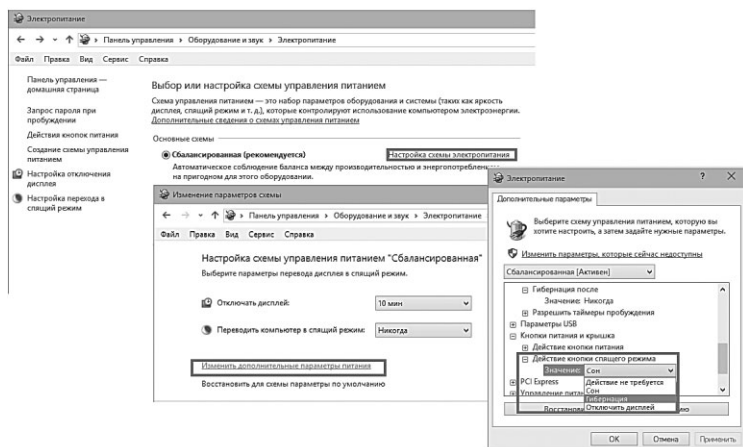 Электропитание
Панель управления › Оборудование и звук › Электропитание
Файл Правка Вид Сервис Справка
Панель управления —
домашняя страница
Запрос пароля при
пробуждении
Действия кнопок питания
Создание схемы управления
питанием
Настройка отключения
дисплея
Настройка перехода в
спящий режим
Выбор или настройка схемы управления питанием
Схема управления питанием — это набор параметров оборудования и системы (таких как яркость
дисплея, спящий режим и т. д.), которые контролируют использование компьютером электроэнергии.
Дополнительные сведения о схемах управления питанием
Основные схемы
Сбалансированная (рекомендуется) Настройка схемы электропитания
Автоматическое соблюдение баланса между производительностью и энергопотреблением
на пригодном для этого оборудовании.
Изменение параметров схемы
Панель управления › Оборудование и звук › Электропитание
Файл Правка Вид Сервис Справка
Настройка схемы управления питанием "Сбалансированная"
Выберите параметры перевода дисплея в спящий режим.
Отключать дисплей: 10 мин
Переводить компьютер в спящий режим: Никогда
Изменить дополнительные параметры питания
Восстановить для схемы параметры по умолчанию
Электропитание ?
Дополнительные параметры
Выберите схему управления питанием, которую вы
хотите настроить, а затем задайте нужные параметры.
Изменить параметры, которые сейчас недоступны
Сбалансированная [Активен]
Гибернация после
Значение: Никогда
Разрешить таймеры пробуждения
Параметры USB
Кнопки питания и крышка
Действие кнопки питания
Действие кнопки спящего режима
Значение: Сон
PCI Express Действие не требуется
Сон
Управление Гибернация
Отключить дисплей
OK Отмена Применить